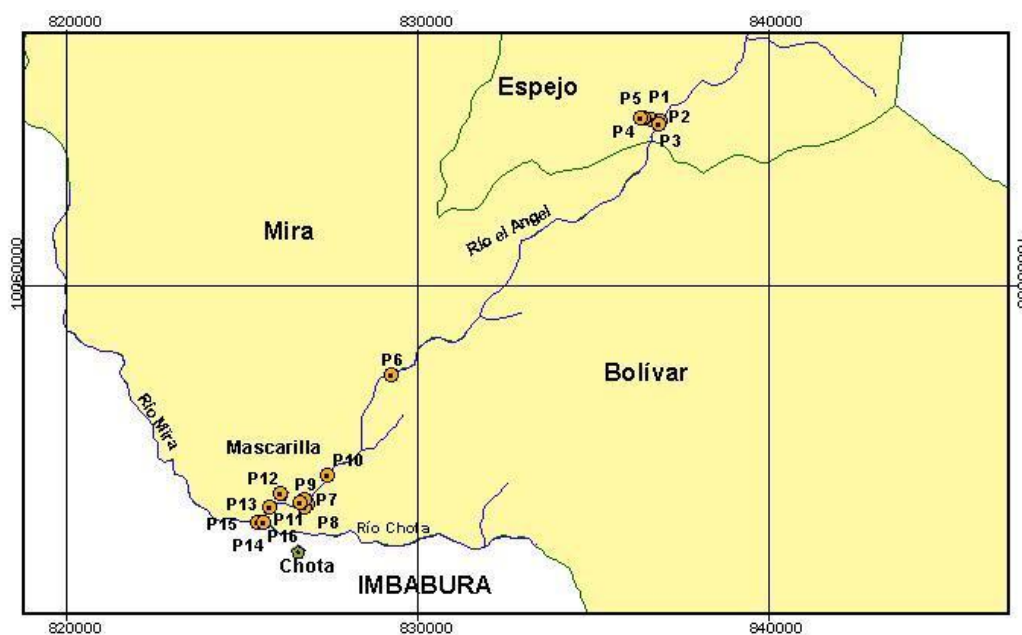 820000 830000 840000
Espejo
P5 P1
P2
P4
P3
Mira
Río el Angel
10060000
P6
Bolívar
Río Mira
Mascarilla
P10
P12 P9
P7
P13
P11 P8
P15 P16
P14
Río Chota
Chota
IMBABURA
820000 830000 840000